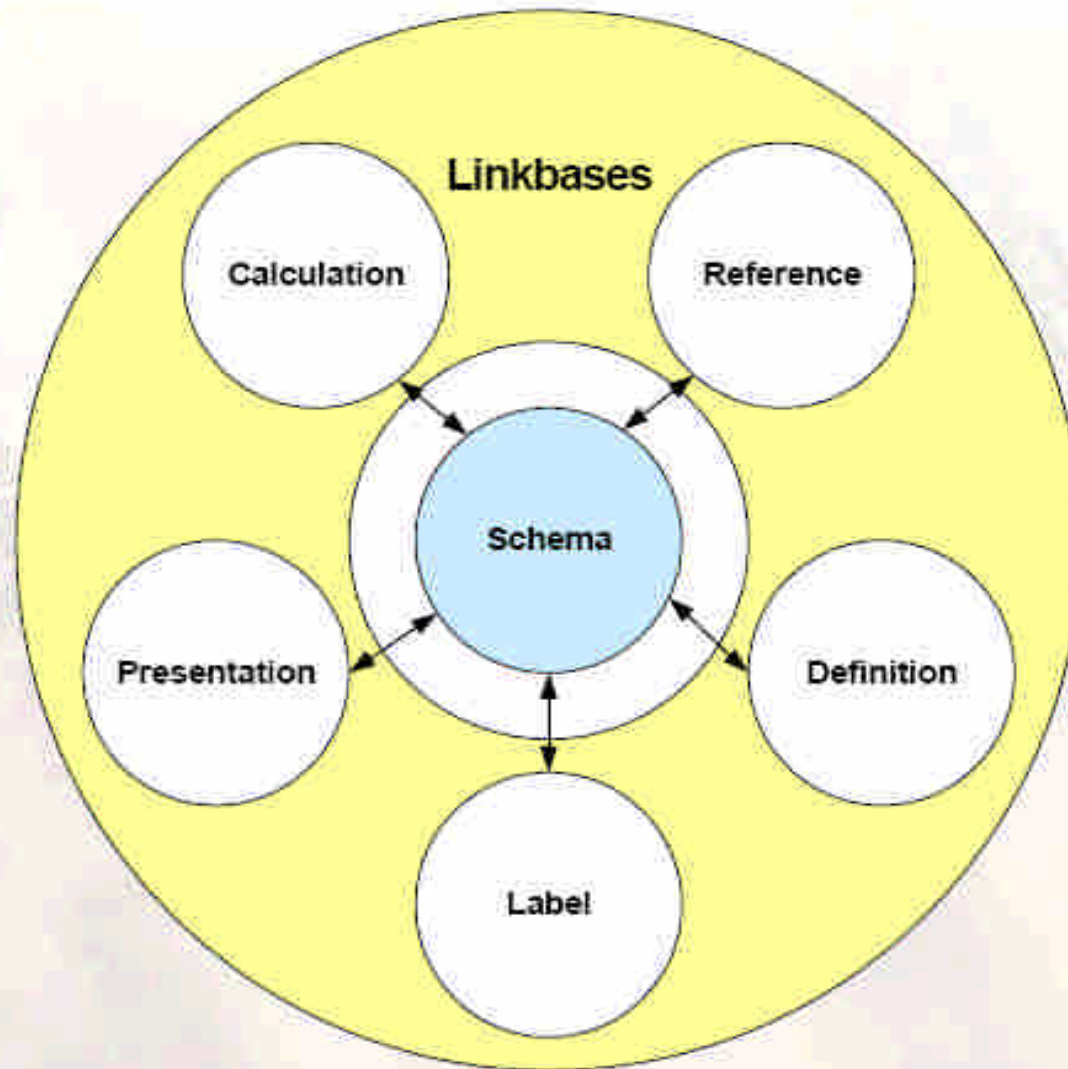 Linkbases
Calculation
Reference
Schema
Presentation
Definition
Label